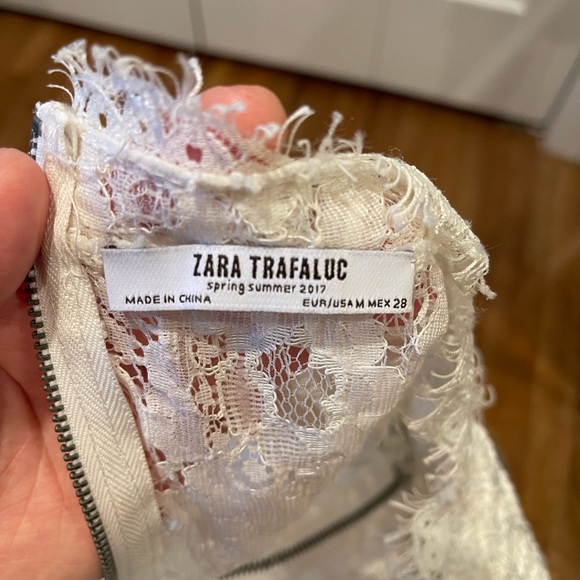 ZARA TRAFALUC
spring summer 2017
MADE IN CHINA EUR/USA M MEX 28